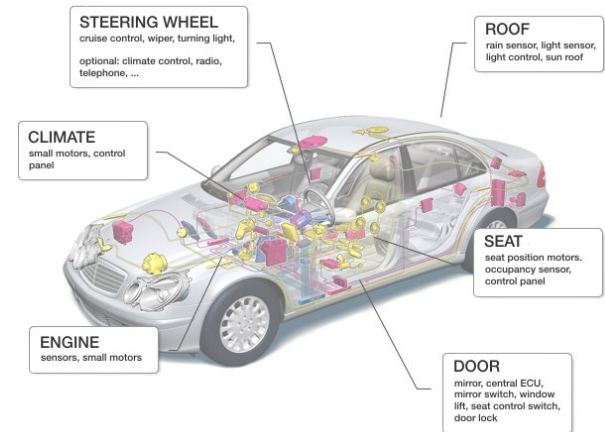 STEERING WHEEL
cruise control, wiper, turning light,
optional: climate control, radio,
telephone, ...
ROOF
rain sensor, light sensor,
light control, sun roof
CLIMATE
small motors, control
panel
SEAT
seat position motors.
occupancy sensor,
control panel
ENGINE
sensors, small motors
DOOR
mirror, central ECU,
mirror switch, window
lift, seat control switch,
door lock